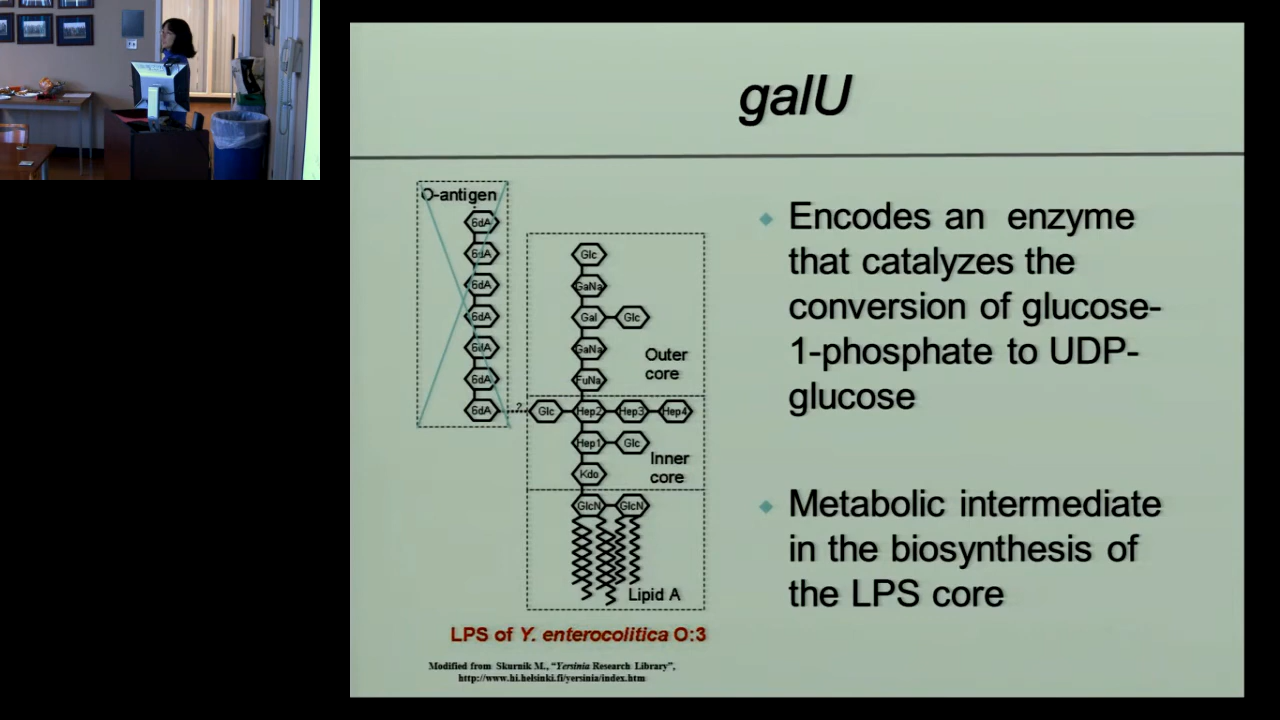 galU
O-antigen
6dA
6dA
6dA
6dA
6dA
6dA
6dA
?
Glc
GaNa
Gal Glc
GaNa
FuNa
Outer
core
Glc Hep2 Hep3 Hep4
Hep1 Glc
Kdo
Inner
core
GlcN GlcN
Lipid A
LPS of Y. enterocolitica O:3
Modified from Skurnik M., “Yersinia Research Library”,
http://www.hi.helsinki.fi/yersinia/index.htm
Encodes an enzyme
that catalyzes the
conversion of glucose-
1-phosphate to UDP-
glucose
Metabolic intermediate
in the biosynthesis of
the LPS core